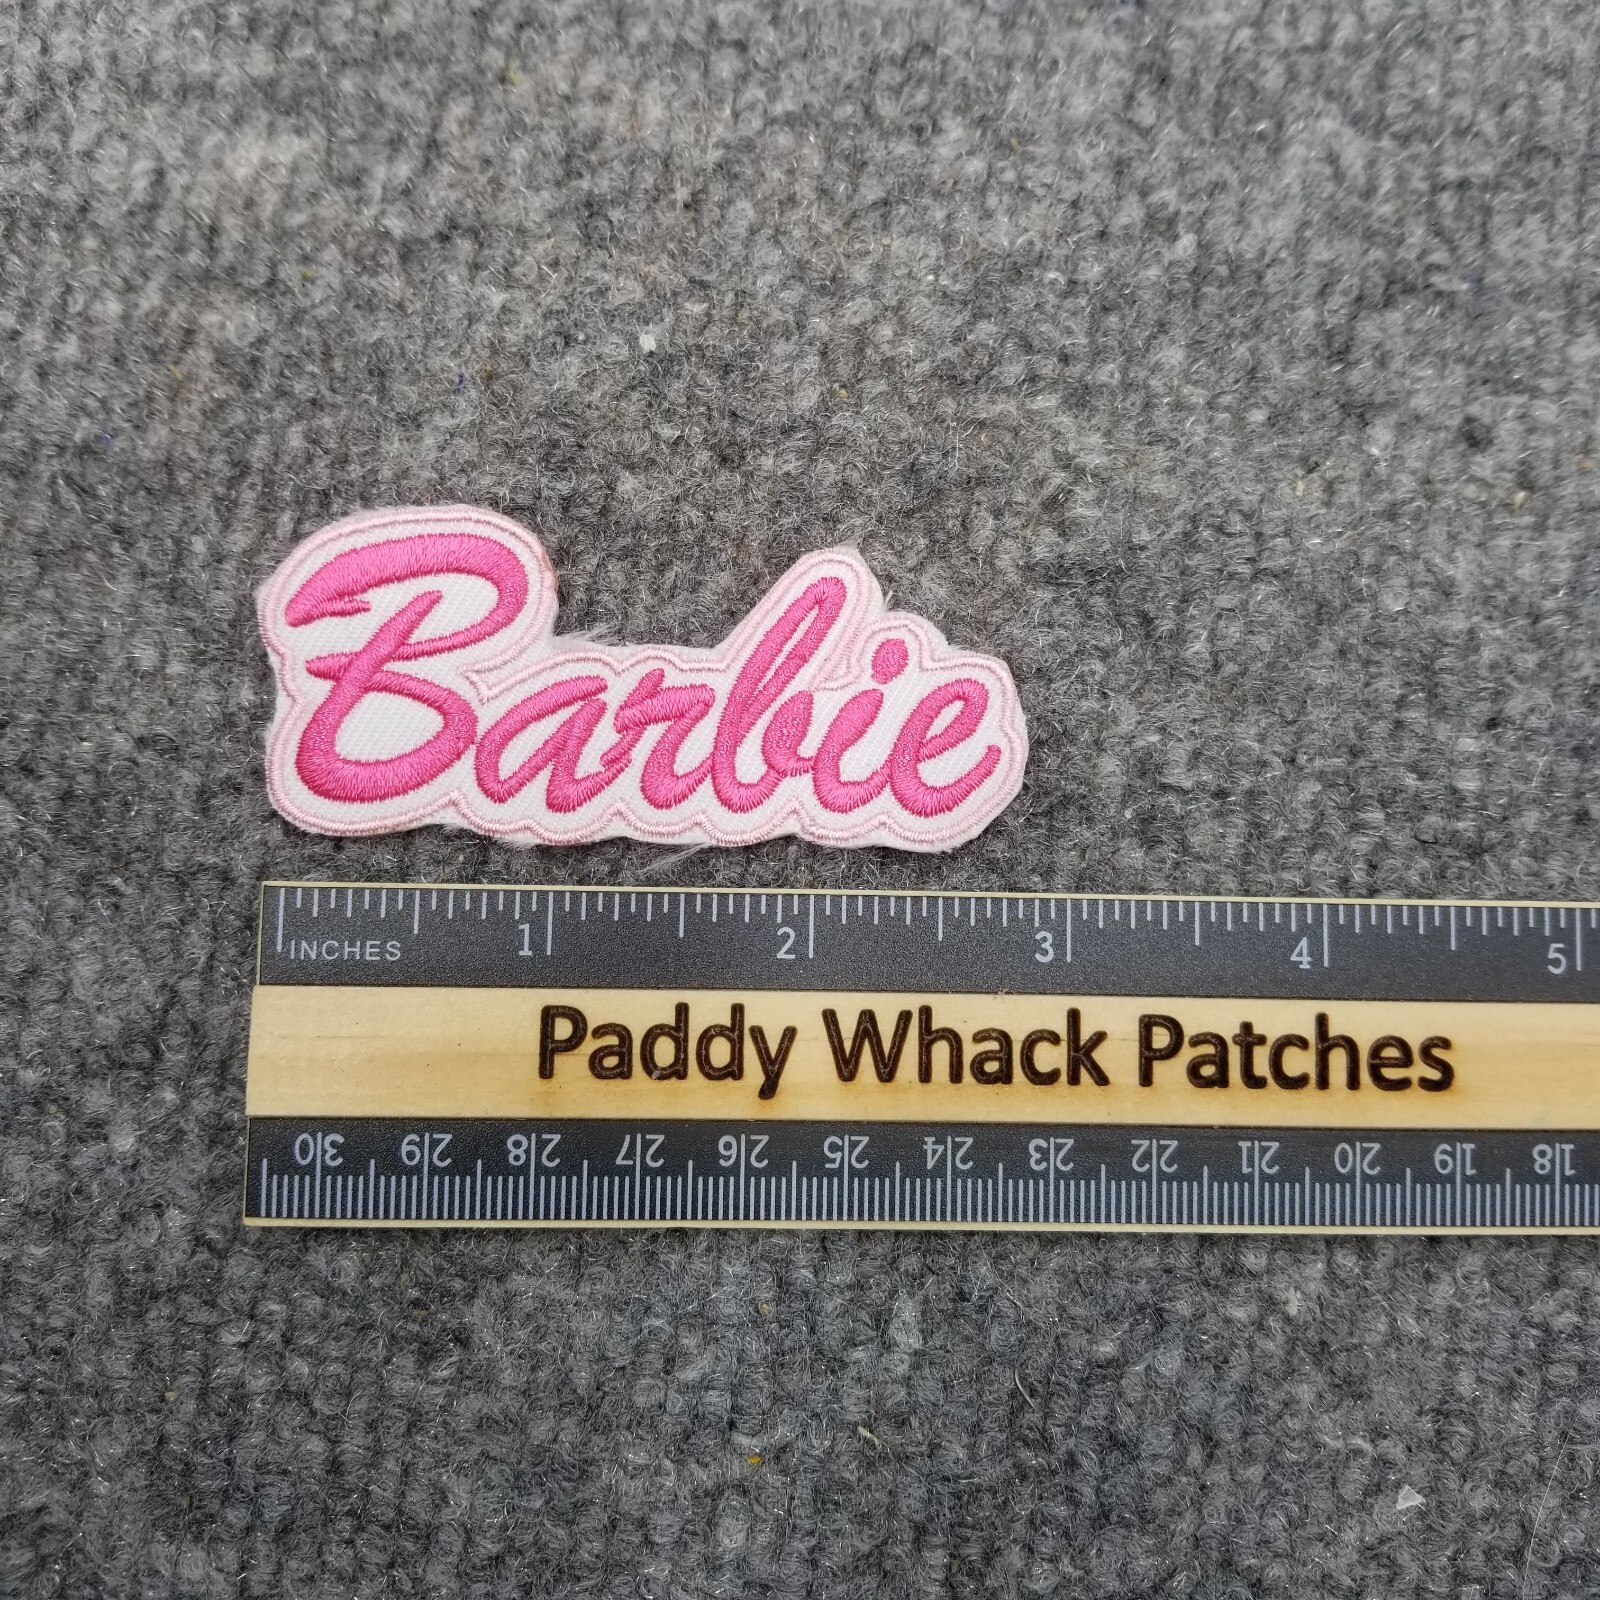 Barbie
INCHES 1 2 3 4 5
Paddy Whack Patches
30 29 28 27 26 25 24 23 22 21 20 19 18